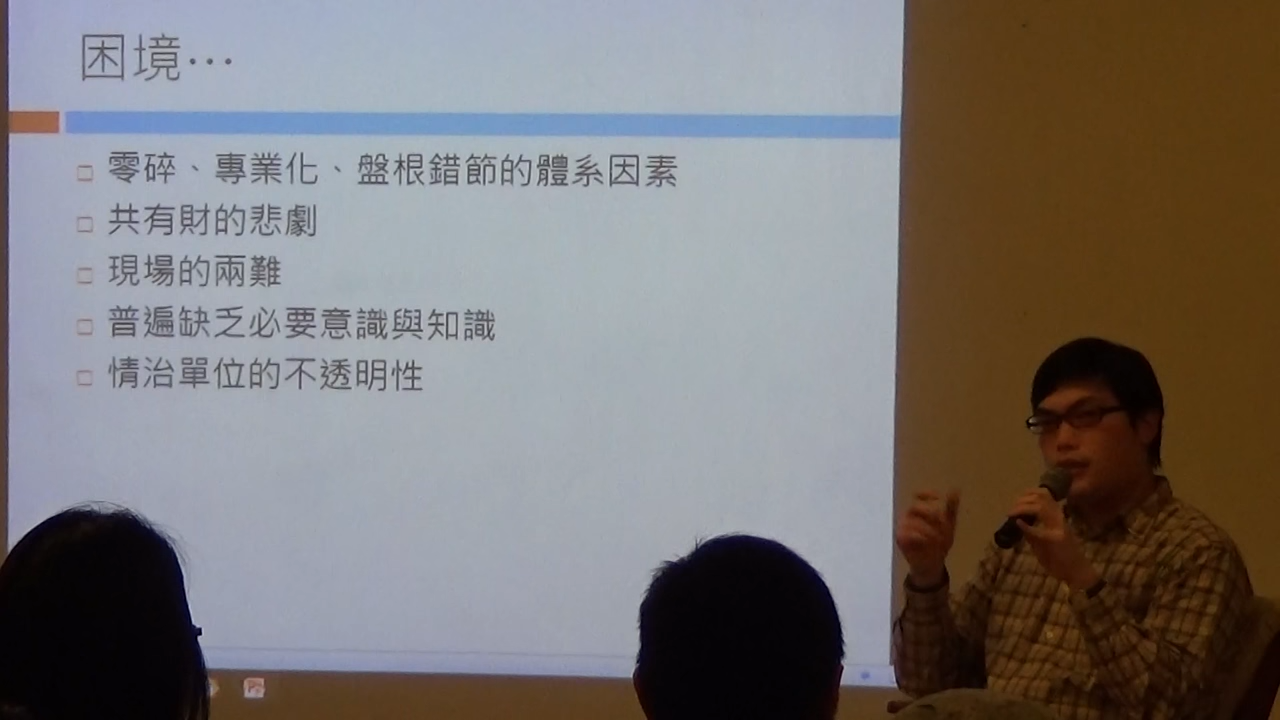 困境…
零碎、專業化、盤根錯節的體系因素
共有財的悲劇
現場的兩難
普遍缺乏必要意識與知識
情治單位的不透明性